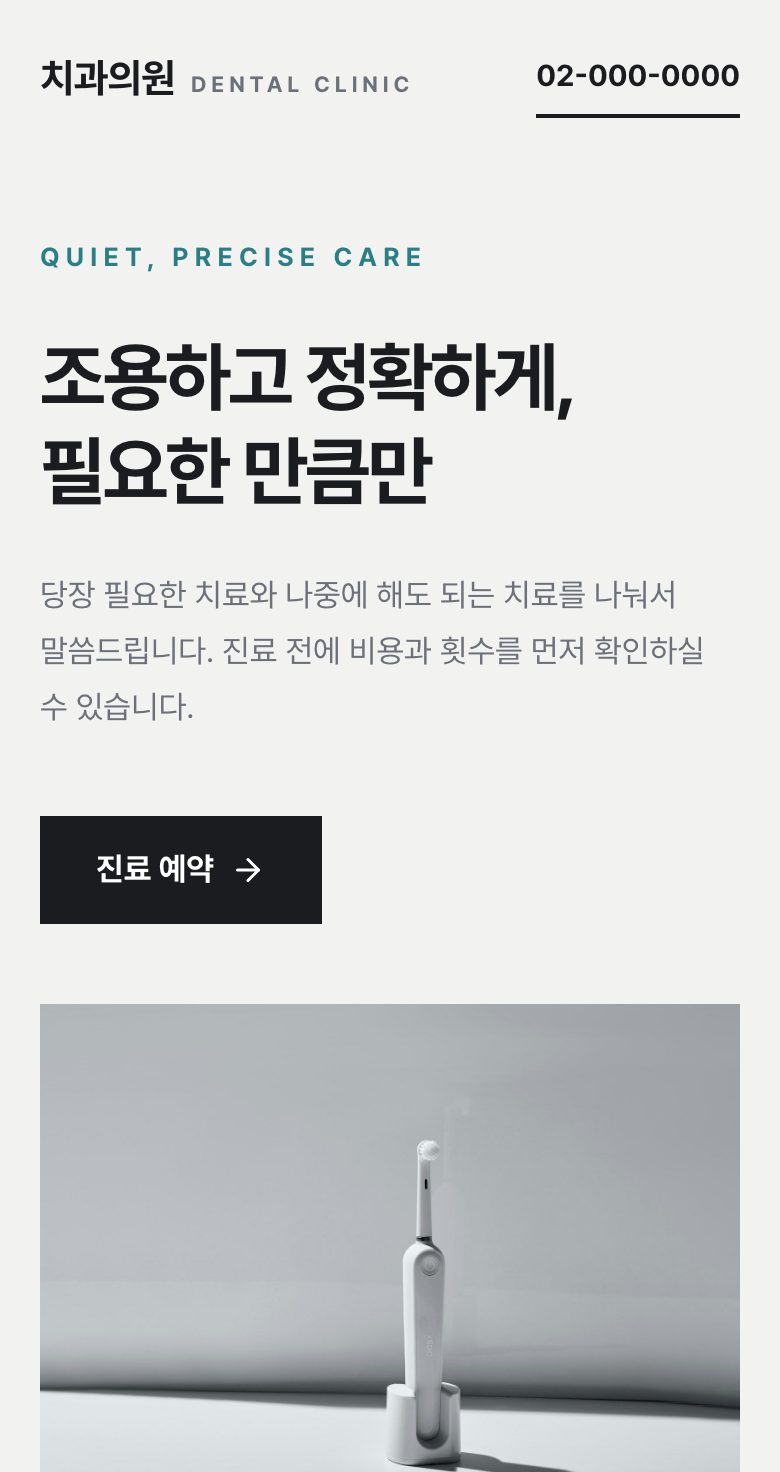 치과의원 DENTAL CLINIC 02-000-0000
QUIET, PRECISE CARE
조용하고 정확하게,
필요한 만큼만
당장 필요한 치료와 나중에 해도 되는 치료를 나눠서
말씀드립니다. 진료 전에 비용과 횟수를 먼저 확인하실
수 있습니다.
진료 예약 →